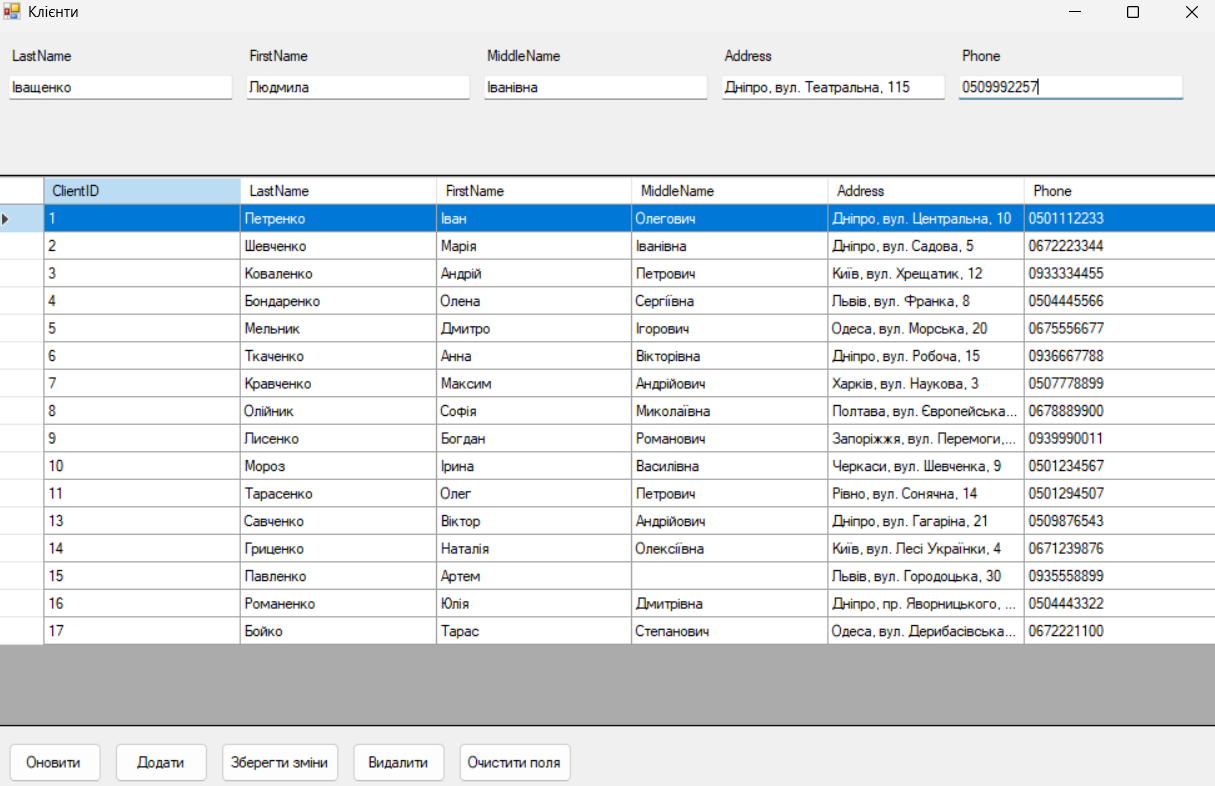 Клієнти
LastName FirstName MiddleName Address Phone
Іващенко Людмила Іванівна Дніпро, вул. Театральна, 115 0509992257
ClientID LastName FirstName MiddleName Address Phone
1 Петренко Іван Олегович Дніпро, вул. Центральна, 10 0501112233
2 Шевченко Марія Іванівна Дніпро, вул. Садова, 5 0672223344
3 Коваленко Андрій Петрович Київ, вул. Хрещатик, 12 0933334455
4 Бондаренко Олена Сергіївна Львів, вул. Франка, 8 0504445566
5 Мельник Дмитро Ігорович Одеса, вул. Морська, 20 0675556677
6 Ткаченко Анна Вікторівна Дніпро, вул. Робоча, 15 0936667788
7 Кравченко Максим Андрійович Харків, вул. Наукова, 3 0507778899
8 Олійник Софія Миколаївна Полтава, вул. Європейська... 0678889900
9 Лисенко Богдан Романович Запоріжжя, вул. Перемоги,... 0939990011
10 Мороз Ірина Василівна Черкаси, вул. Шевченка, 9 0501234567
11 Тарасенко Олег Петрович Рівно, вул. Сонячна, 14 0501294507
13 Савченко Віктор Андрійович Дніпро, вул. Гагаріна, 21 0509876543
14 Гриценко Наталія Олексіївна Київ, вул. Лесі Українки, 4 0671239876
15 Павленко Артем Львів, вул. Городоцька, 30 0935558899
16 Романенко Юлія Дмитрівна Дніпро, пр. Яворницького, ... 0504443322
17 Бойко Тарас Степанович Одеса, вул. Дерибасівська... 0672221100
Оновити Додати Зберегти зміни Видалити Очистити поля